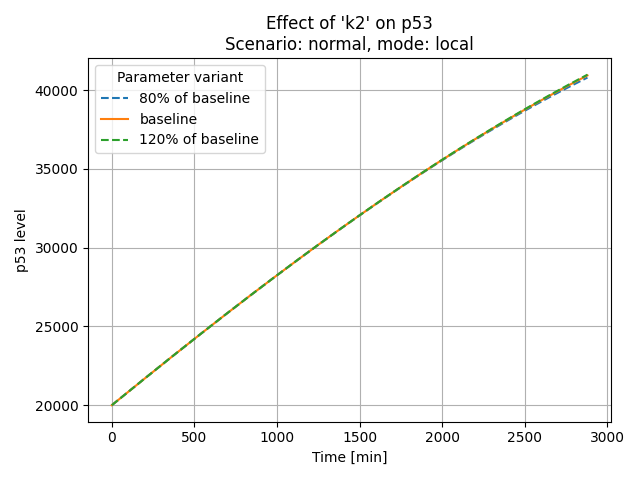 Effect of 'k2' on p53
Scenario: normal, mode: local
Parameter variant
80% of baseline
baseline
120% of baseline
40000
35000
30000
25000
20000
p53 level
0 500 1000 1500 2000 2500 3000
Time [min]